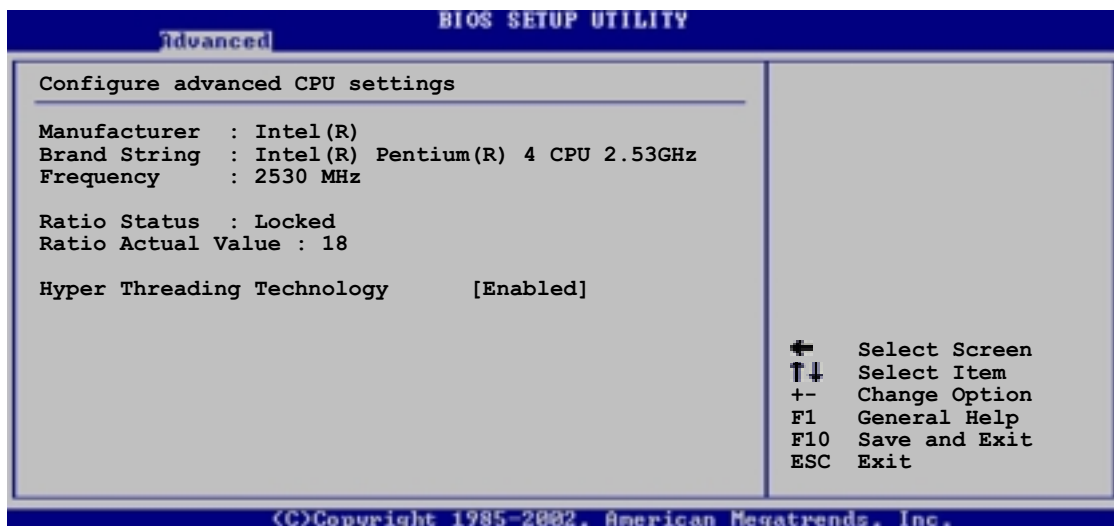 BIOS SETUP UTILITY
Advanced
Configure advanced CPU settings
Manufacturer : Intel(R)
Brand String : Intel(R) Pentium(R) 4 CPU 2.53GHz
Frequency : 2530 MHz
Ratio Status : Locked
Ratio Actual Value : 18
Hyper Threading Technology [Enabled]
← Select Screen
↑↓ Select Item
+- Change Option
F1 General Help
F10 Save and Exit
ESC Exit
(C)Copyright 1985-2002, American Megatrends, Inc.